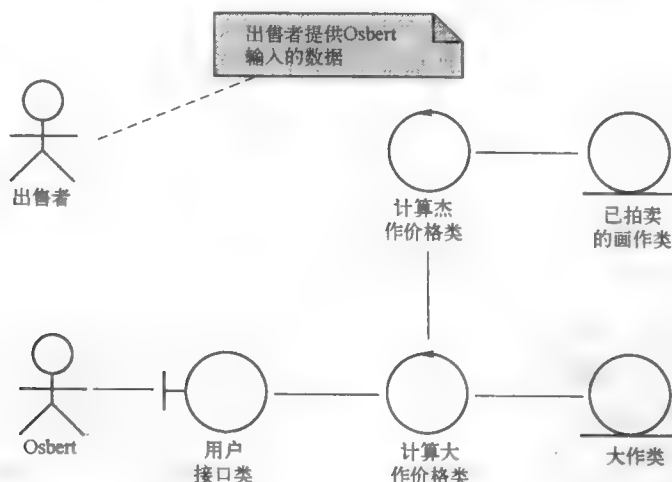 出售者提供Osbert
输入的数据
出售者
计算杰
作价格类
已拍卖
的画作类
Osbert
用户
接口类
计算大
作价格类
大作类